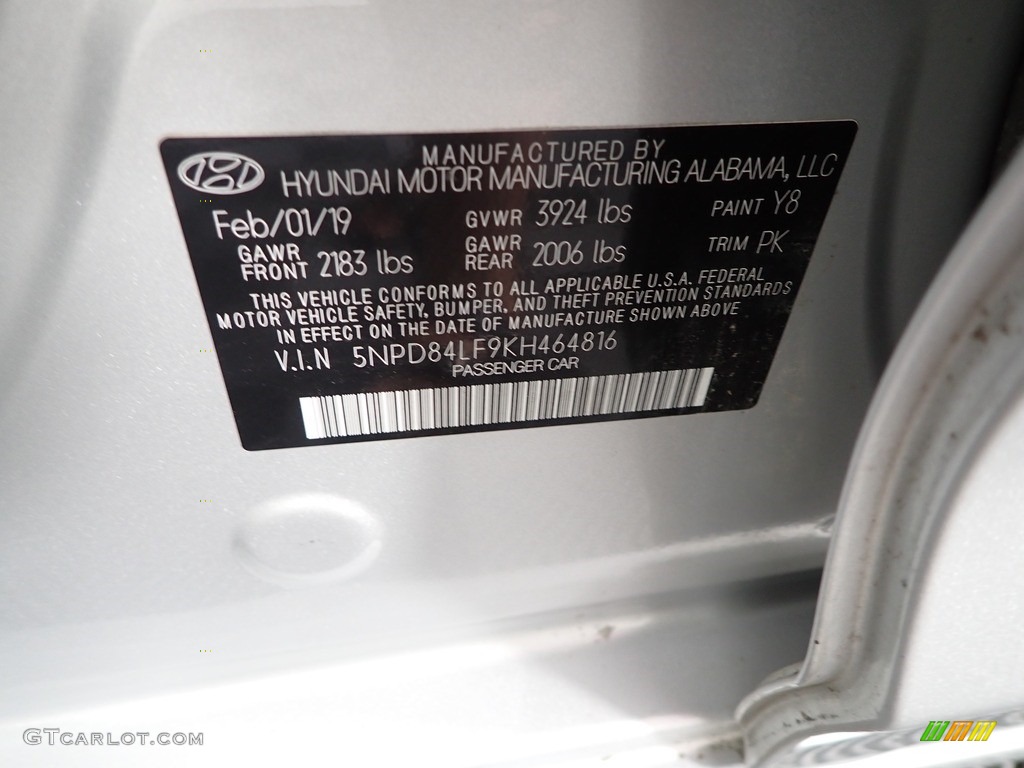 MANUFACTURED BY
HYUNDAI MOTOR MANUFACTURING ALABAMA, LLC
Feb/01/19 GVWR 3924 lbs PAINT Y8
GAWR FRONT 2183 lbs GAWR REAR 2006 lbs TRIM PK
THIS VEHICLE CONFORMS TO ALL APPLICABLE U.S.A. FEDERAL
MOTOR VEHICLE SAFETY, BUMPER, AND THEFT PREVENTION STANDARDS
IN EFFECT ON THE DATE OF MANUFACTURE SHOWN ABOVE
V.I.N 5NPD84LF9KH464816
PASSENGER CAR
GTCARLOT.COM